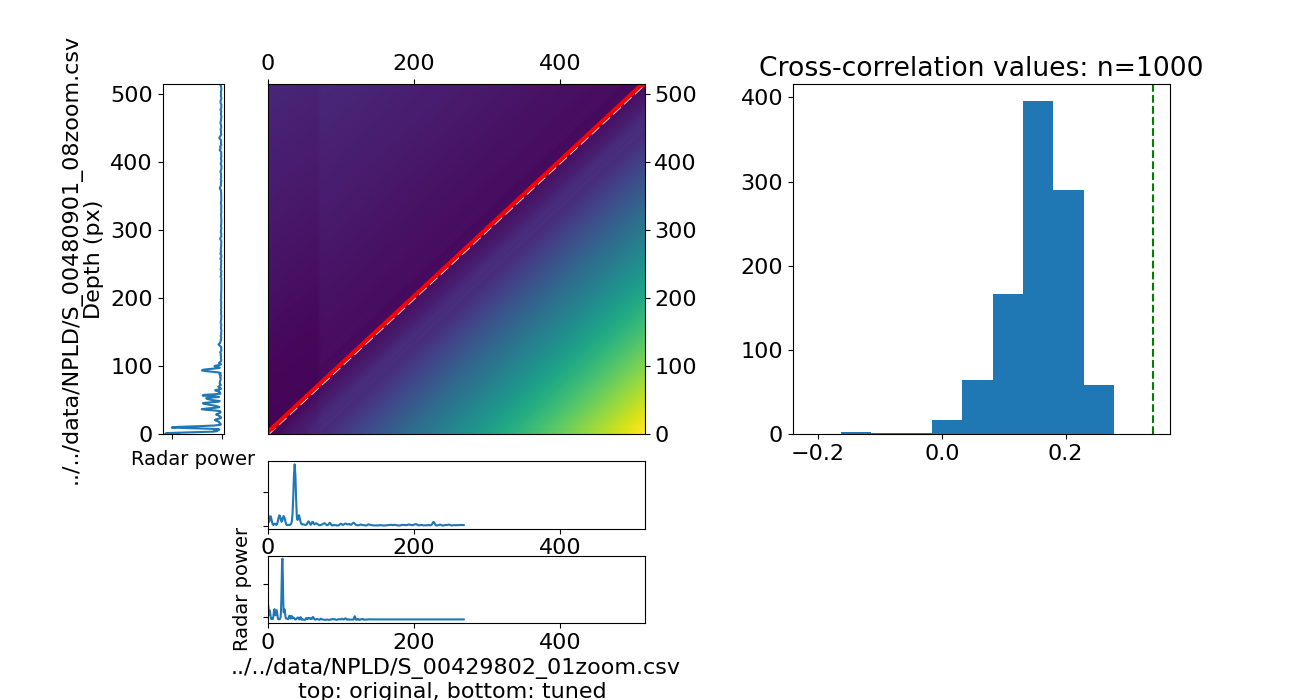 Cross-correlation values: n=1000
0 200 400
../../data/NPLD/S_00480901_08zoom.csv
Depth (px)
500
400
300
200
100
0
Radar power
500
400
300
200
100
0
400
300
200
100
0
−0.2 0.0 0.2
0 200 400
Radar power
0 200 400
../../data/NPLD/S_00429802_01zoom.csv
top: original, bottom: tuned